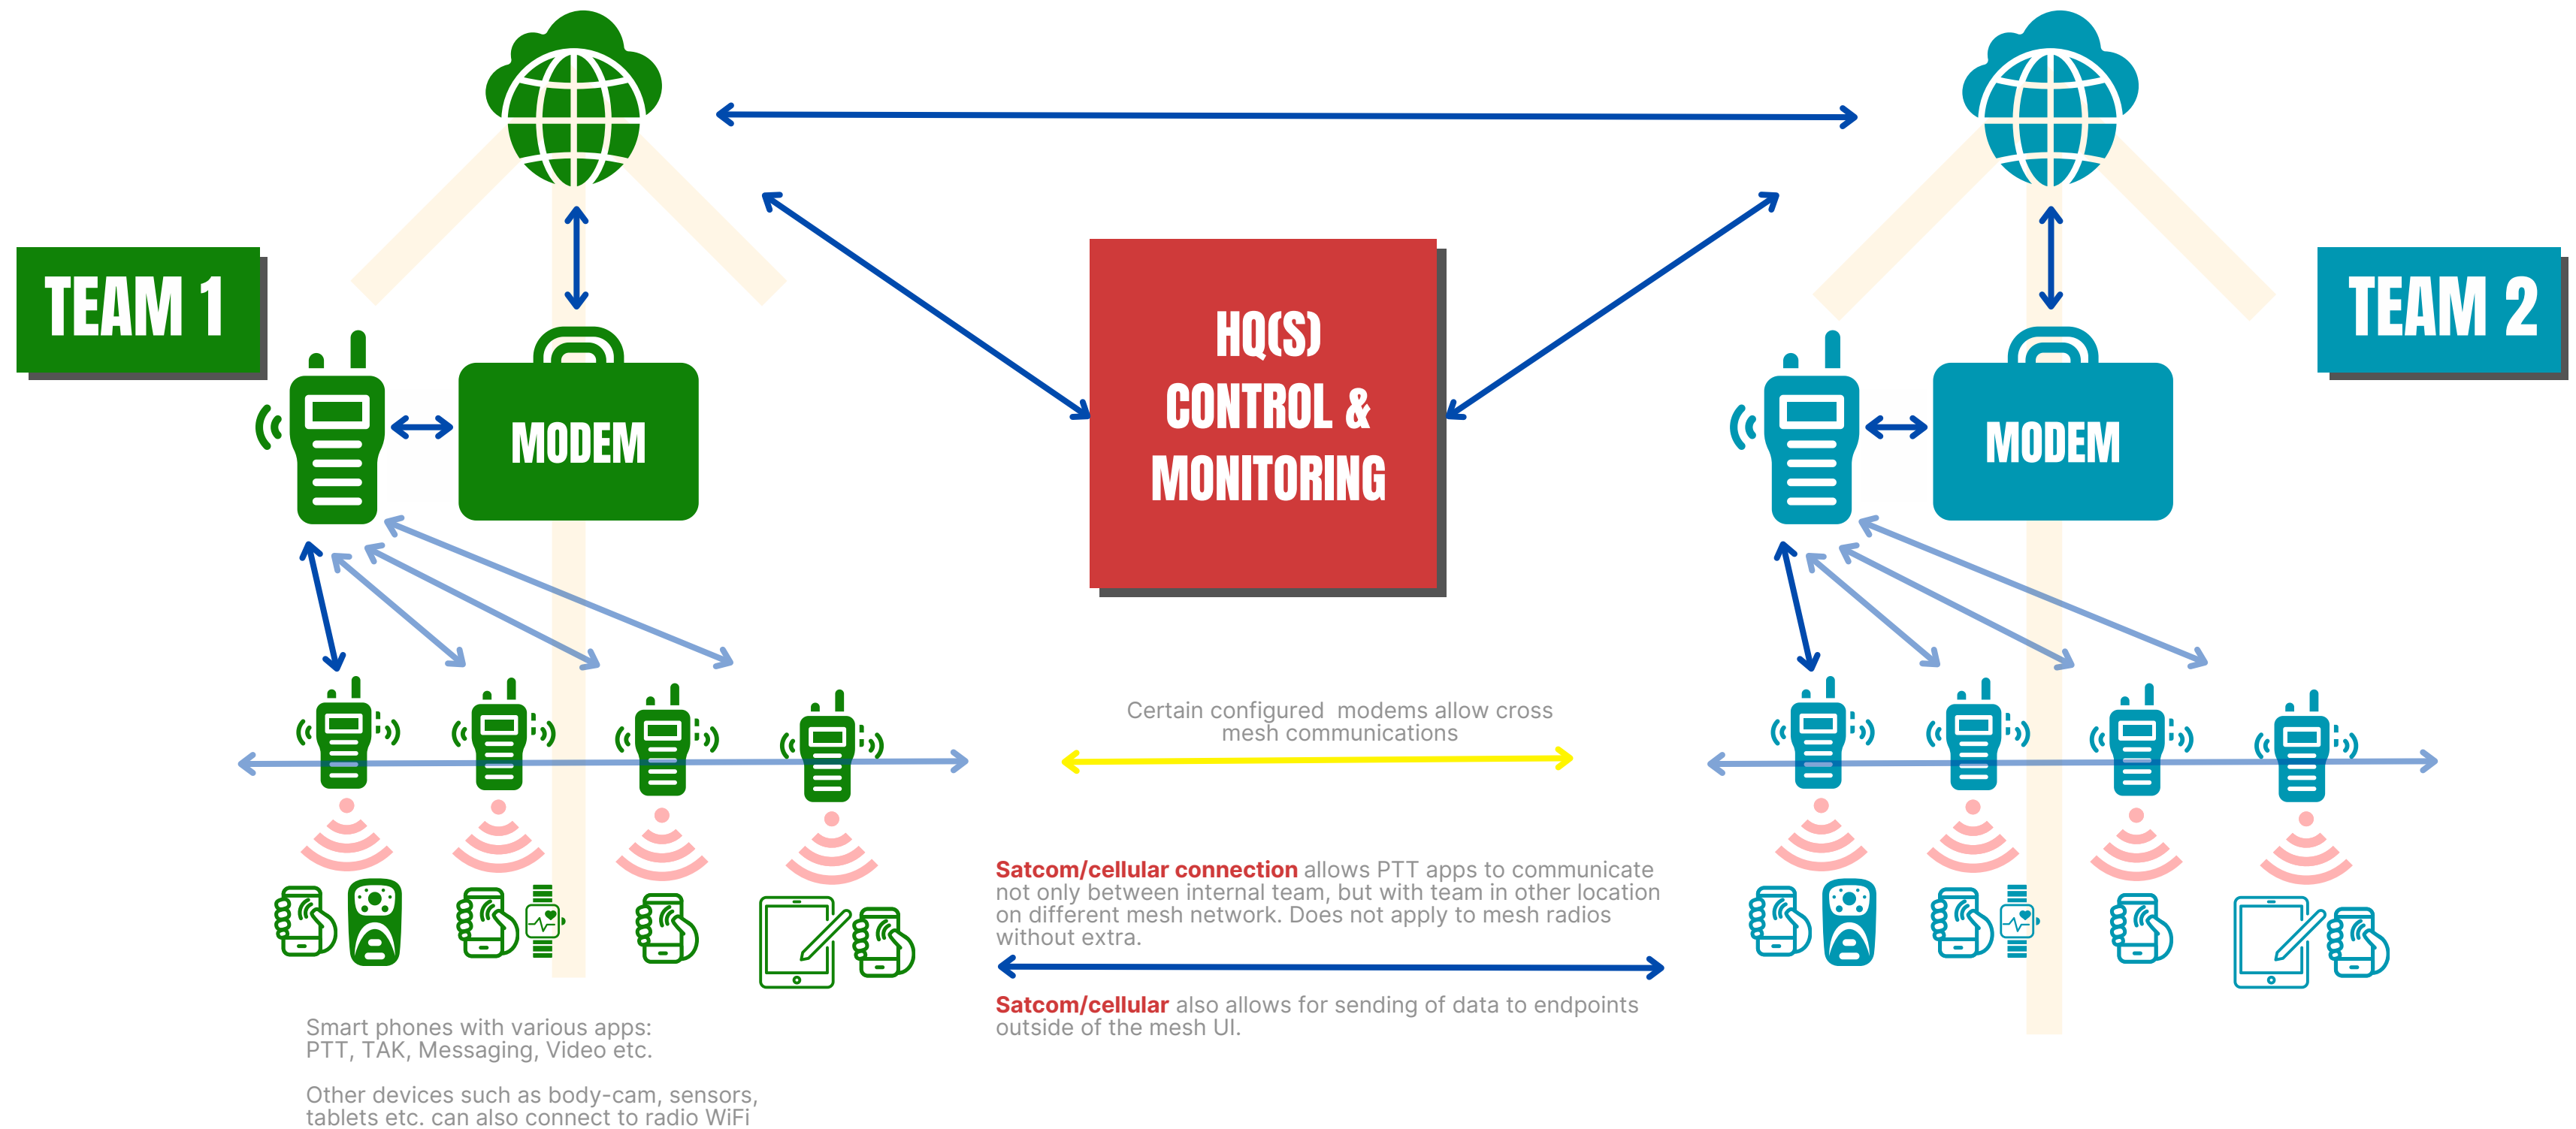 TEAM 1
TEAM 2
HQ(S)
CONTROL &
MONITORING
MODEM
MODEM
Certain configured  modems allow cross
mesh communications
Satcom/cellular connection allows PTT apps to communicate
not only between internal team, but with team in other location
on different mesh network. Does not apply to mesh radios
without extra.
Satcom/cellular also allows for sending of data to endpoints
outside of the mesh UI.
Smart phones with various apps:
PTT, TAK, Messaging, Video etc.
Other devices such as body-cam, sensors,
tablets etc. can also connect to radio WiFi